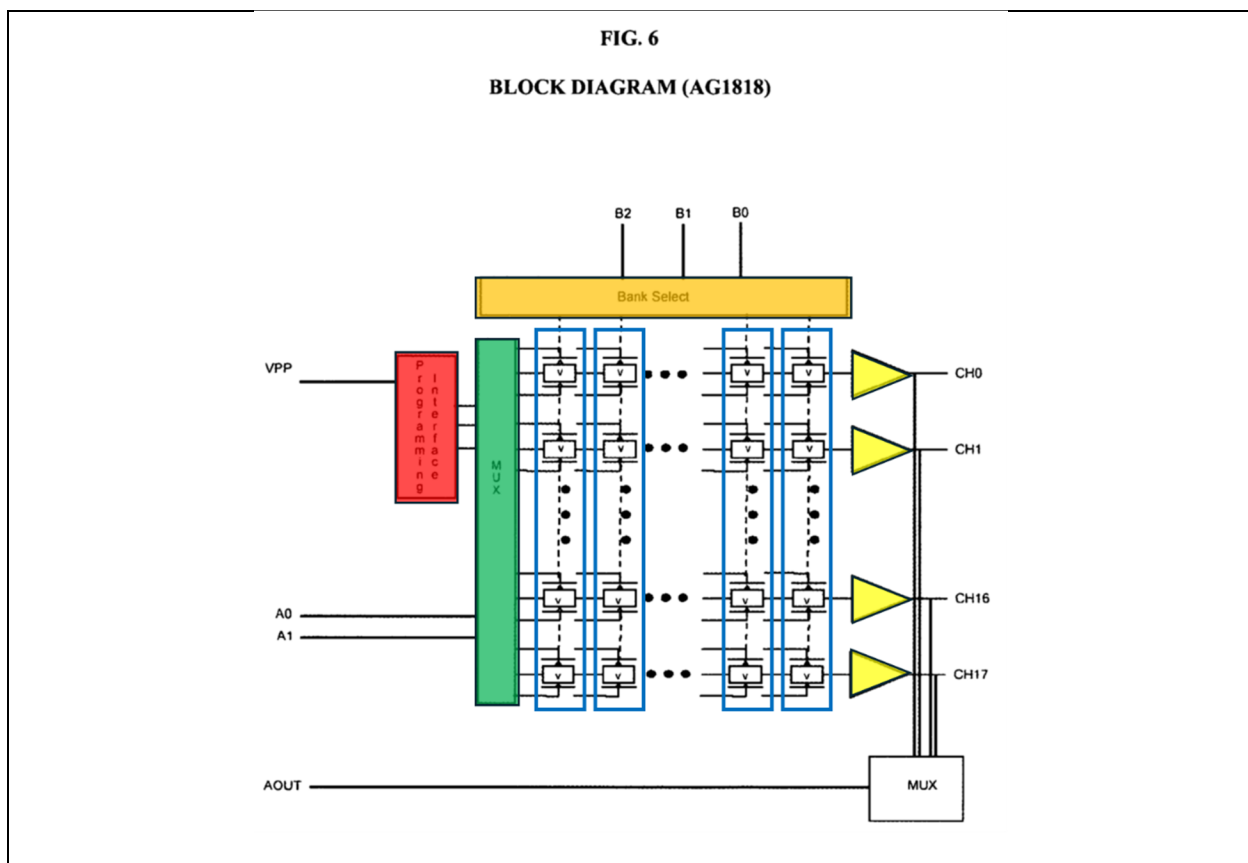 FIG. 6
BLOCK DIAGRAM (AG1818)
B2 B1 B0
Bank Select
VPP
Programming
Interface
MUX
V V V V
CH0
V V V V
CH1
A0
A1
V V V V
CH16
V V V V
CH17
AOUT
MUX